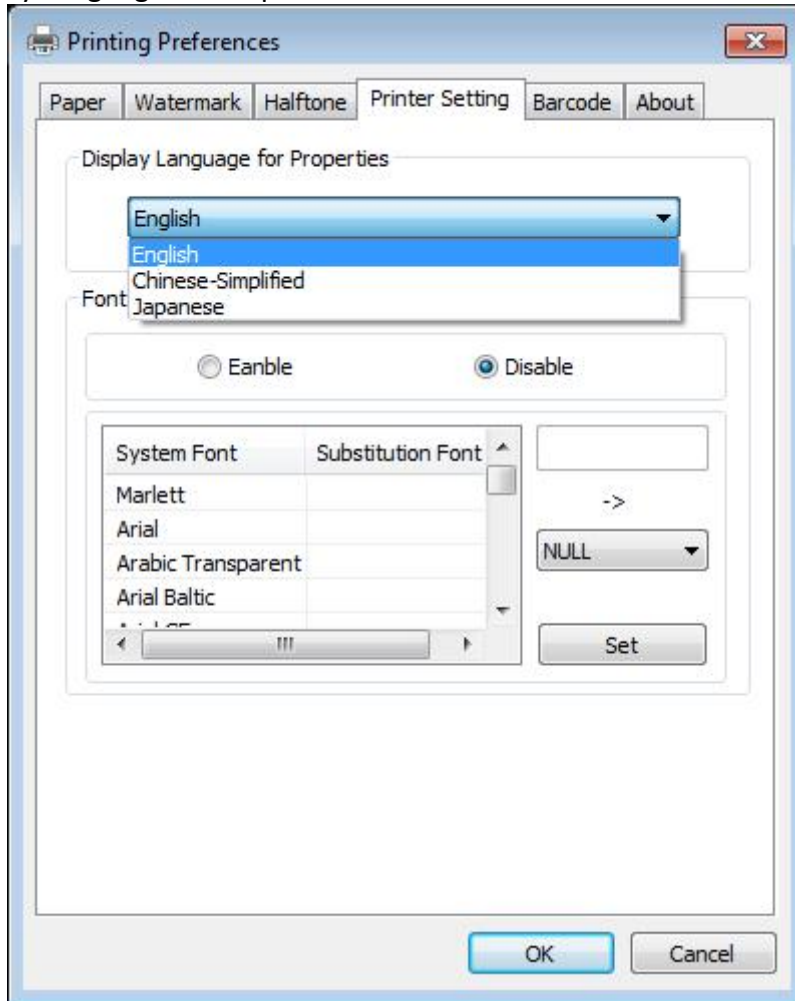 Printing Preferences
Paper Watermark Halftone Printer Setting Barcode About
Display Language for Properties
English
English
Chinese-Simplified
Font
Japanese
Eanble Disable
System Font Substitution Font
Marlett
->
Arial
Arabic Transparent
NULL
Arial Baltic
Set
OK Cancel